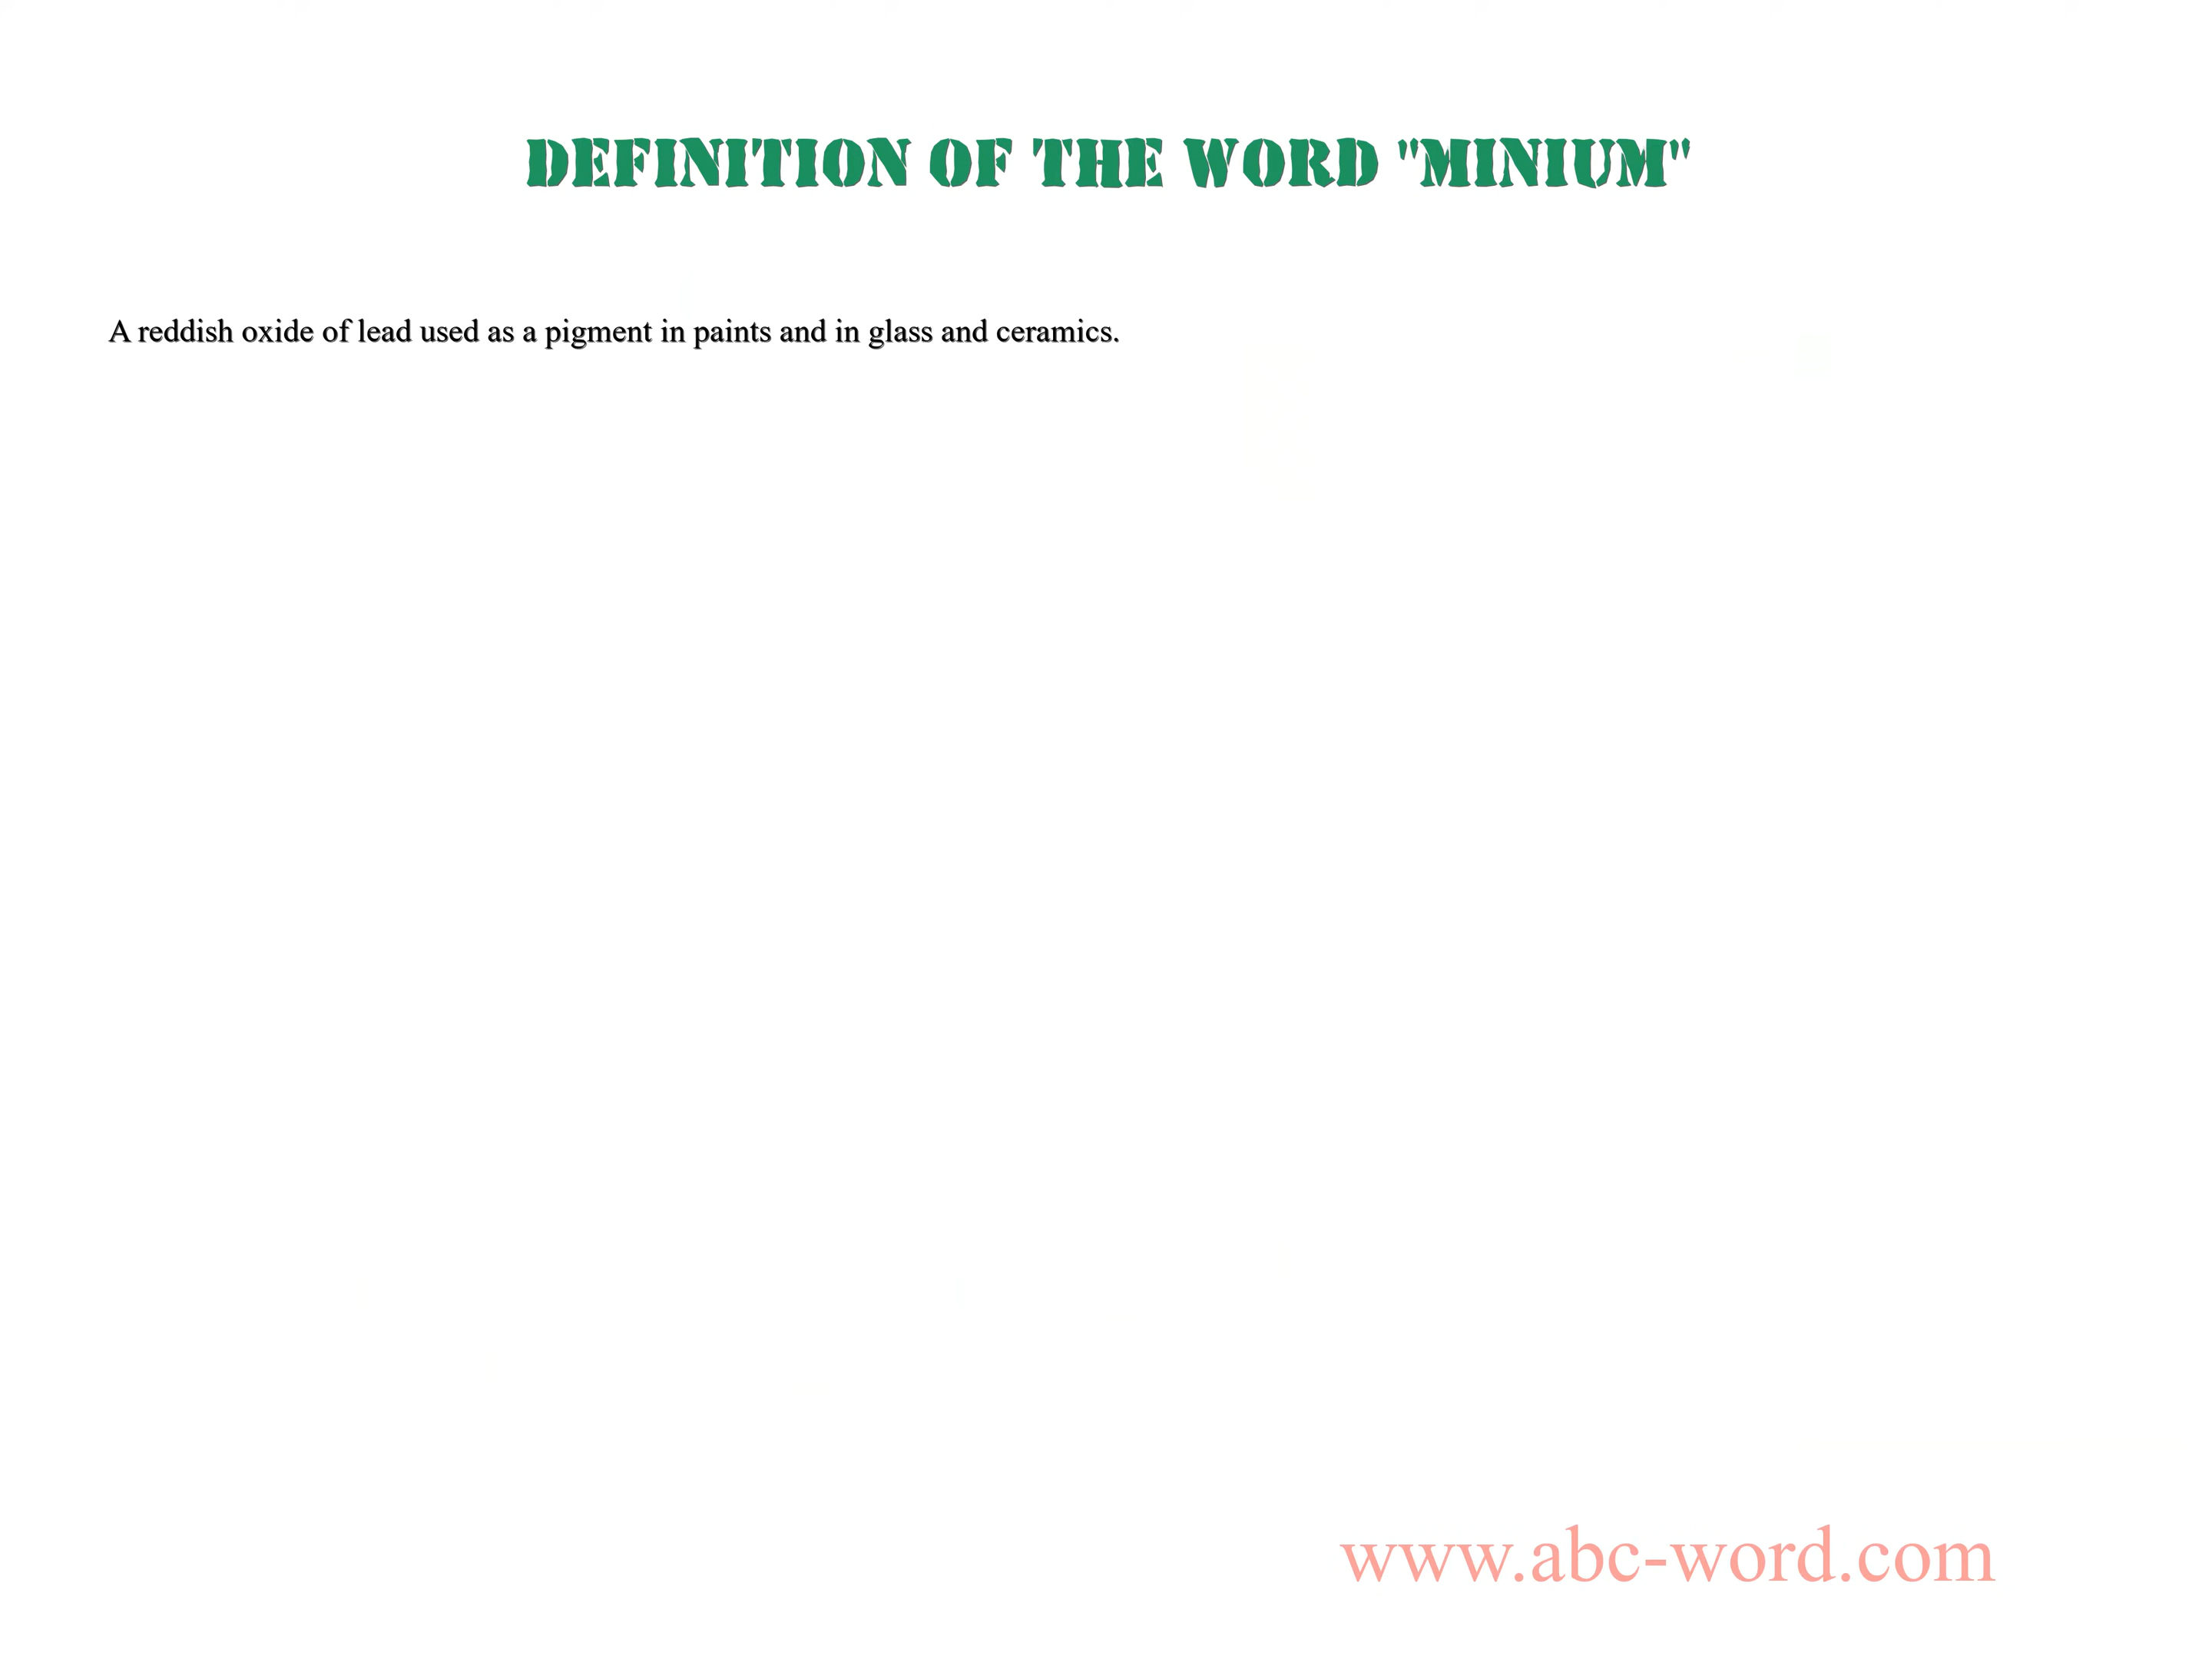 DEFINITION OF THE WORD "MINIUM"
A reddish oxide of lead used as a pigment in paints and in glass and ceramics.
www.abc-word.com